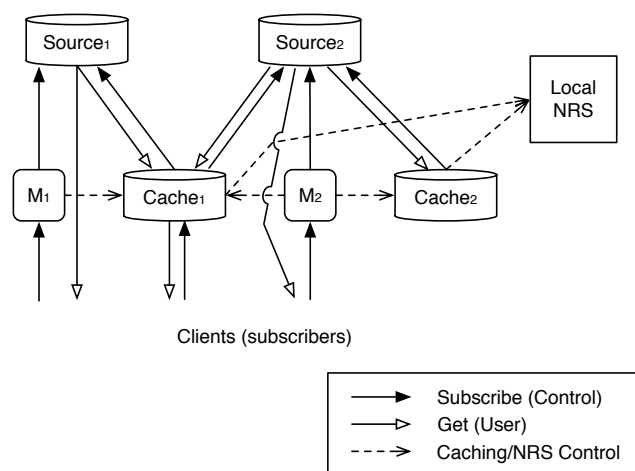 Source1
Source2
Local
NRS
M1
Cache1
M2
Cache2
Clients (subscribers)
Subscribe (Control)
Get (User)
Caching/NRS Control